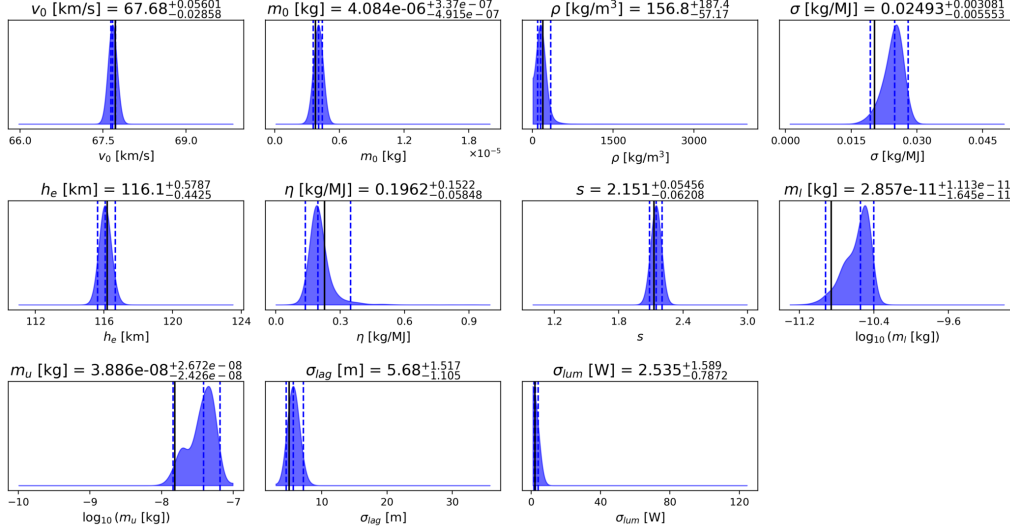 v₀ [km/s] = 67.68 +0.05601 −0.02858
m₀ [kg] = 4.084e-06 +3.37e−07 −4.915e−07
ρ [kg/m³] = 156.8 +187.4 −57.17
σ [kg/MJ] = 0.02493 +0.003081 −0.005553
66.0 67.5 69.0
0.0 0.6 1.2 1.8
×10⁻⁵
0 1500 3000
0.000 0.015 0.030 0.045
v₀ [km/s]
m₀ [kg]
ρ [kg/m³]
σ [kg/MJ]
hₑ [km] = 116.1 +0.5787 −0.4425
η [kg/MJ] = 0.1962 +0.1522 −0.05848
s = 2.151 +0.05456 −0.06208
mₗ [kg] = 2.857e-11 +1.113e−11 −1.645e−11
112 116 120 124
0.0 0.3 0.6 0.9
1.2 1.8 2.4 3.0
−11.2 −10.4 −9.6
hₑ [km]
η [kg/MJ]
s
log₁₀ (mₗ [kg])
mᵤ [kg] = 3.886e-08 +2.672e−08 −2.426e−08
σ_lag [m] = 5.68 +1.517 −1.105
σ_lum [W] = 2.535 +1.589 −0.7872
−10 −9 −8 −7
10 20 30
0 40 80 120
log₁₀ (mᵤ [kg])
σ_lag [m]
σ_lum [W]